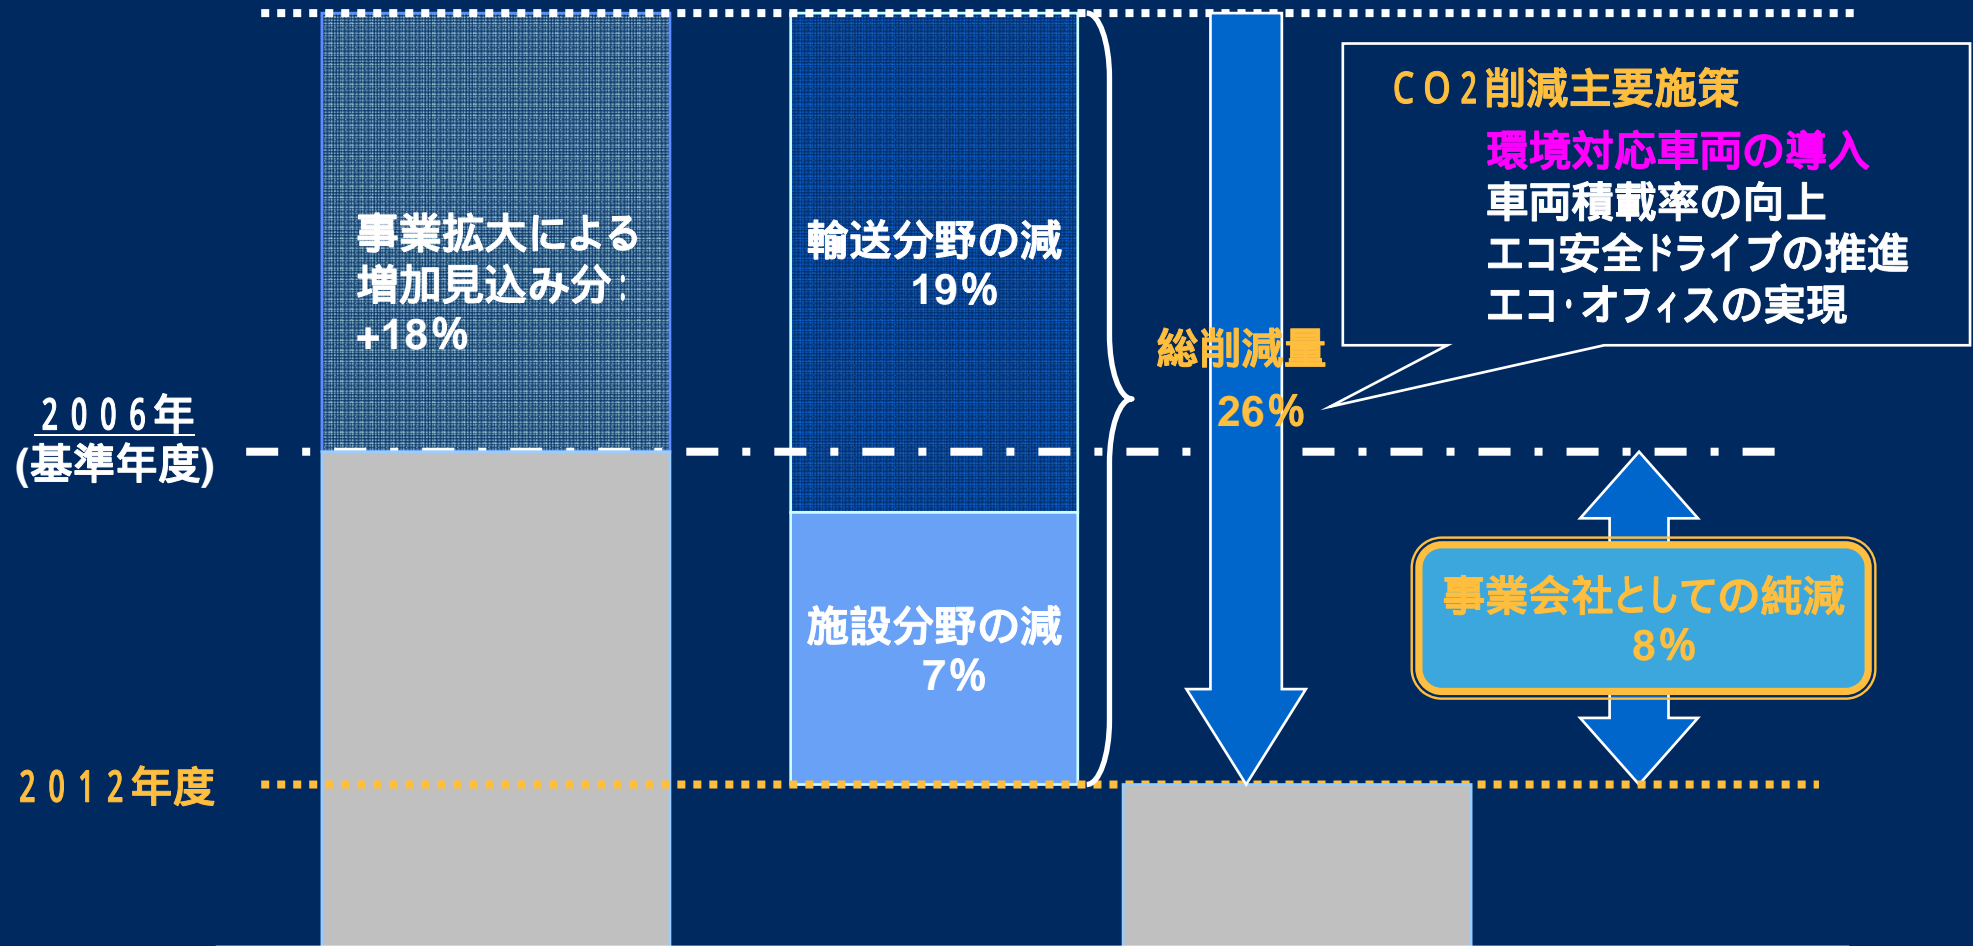 CO2削減主要施策
環境対応車両の導入
車両積載率の向上
エコ安全ドライブの推進
エコ・オフィスの実現
事業拡大による
増加見込み分:
+18%
輸送分野の減
19%
総削減量
26%
2006年
(基準年度)
事業会社としての純減
8%
施設分野の減
7%
2012年度